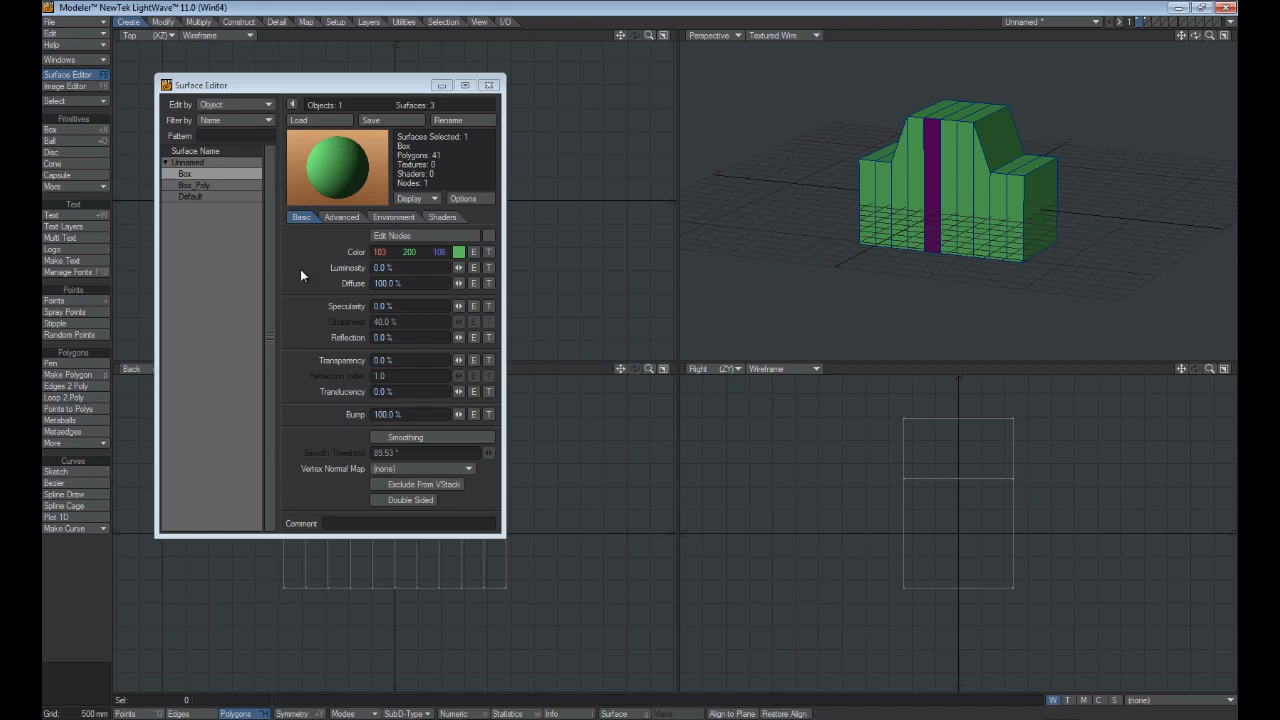 Modeler™ NewTek LightWave™ 11.0 (Win64)
File
Create Modify Multiply Construct Detail Map Setup Layers Utilities Selection View I/O
Unnamed * 1
Edit
Help
Windows
Surface Editor F5
Image Editor F6
Select
Primitives
Box +X
Ball +O
Disc
Cone
Capsule
More
Text
Text +W
Text Layers
Multi Text
Logo
Make Text
Manage Fonts F10
Points
Points +
Spray Points
Stipple
Random Points
Polygons
Pen
Make Polygon p
Edges 2 Poly
Loop 2 Poly
Points to Polys
Metaballs
Metaedges
More
Curves
Sketch
Bezier
Spline Draw
Spline Cage
Plot 1D
Make Curve
Top (XZ) Wireframe
Perspective Textured Wire
Back
Right (ZY) Wireframe
Surface Editor
Edit by Object
Filter by Name
Pattern
Surface Name
Unnamed
Box
Box_Poly
Default
Objects: 1 Surfaces: 3
Load Save Rename
Surfaces Selected: 1
Box
Polygons: 41
Textures: 0
Shaders: 0
Nodes: 1
Display Options
Basic Advanced Environment Shaders
Edit Nodes
Color 103 200 106 E T
Luminosity 0.0 % E T
Diffuse 100.0 % E T
Specularity 0.0 % E T
Glossiness 40.0 % E T
Reflection 0.0 % E T
Transparency 0.0 % E T
Refraction Index 1.0 E T
Translucency 0.0 % E T
Bump 100.0 % E T
Smoothing
Smooth Threshold 89.53 °
Vertex Normal Map (none)
Exclude From VStack
Double Sided
Comment
Sel: 0
W T M C S (none)
Grid: 500 mm
Points ^G Edges Polygons ^H Symmetry +Y Modes SubD-Type Numeric n Statistics w Info i Surface q Make Align to Plane Restore Align